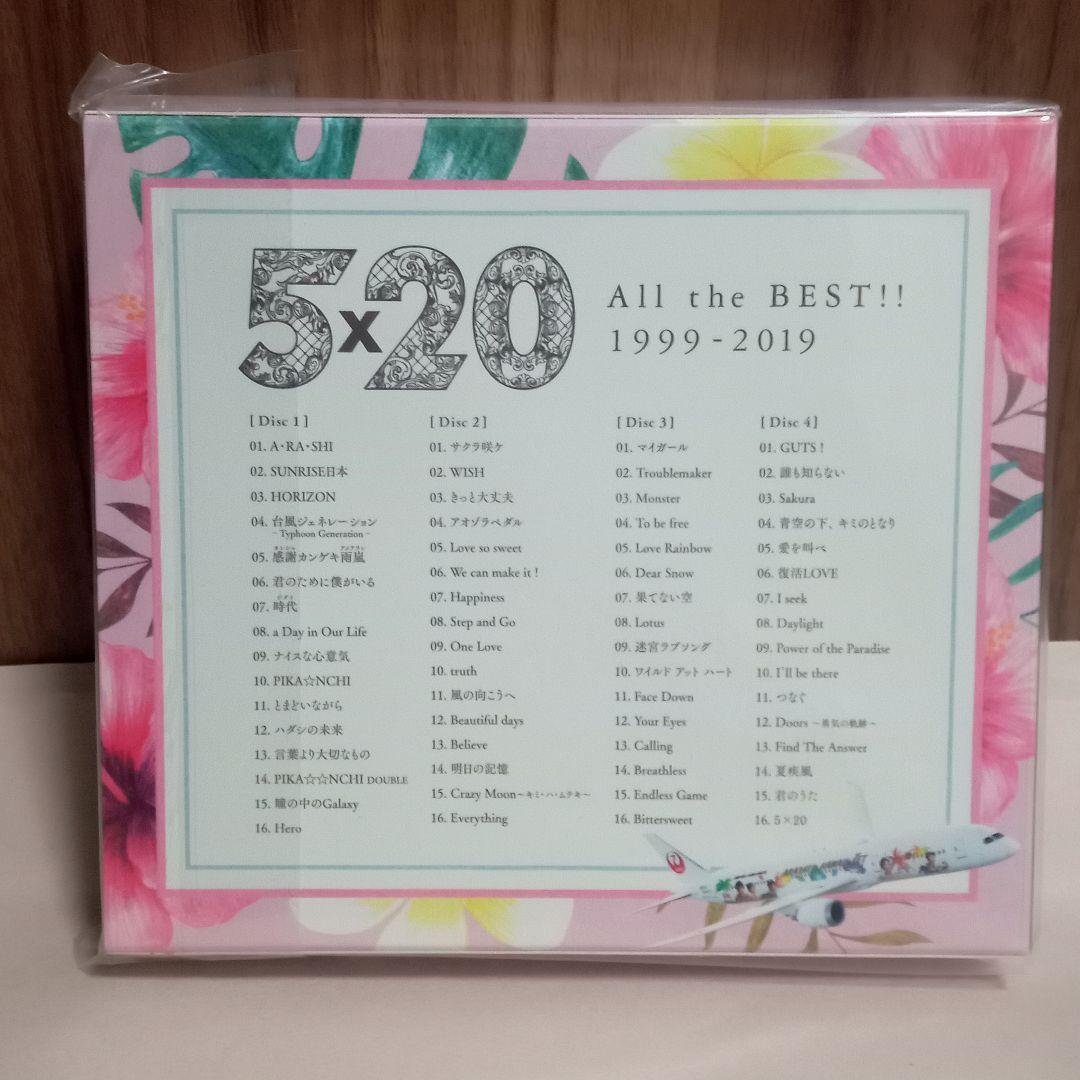 5×20
All the BEST!!
1999-2019
[Disc 1]
01. A・RA・SHI
02. SUNRISE日本
03. HORIZON
04. 台風ジェネレーション
-Typhoon Generation-
カンシャ アメアラシ
05. 感謝カンゲキ雨嵐
06. 君のために僕がいる
ジダイ
07. 時代
08. a Day in Our Life
09. ナイスな心意気
10. PIKA☆NCHI
11. とまどいながら
12. ハダシの未来
13. 言葉より大切なもの
14. PIKA☆☆NCHI DOUBLE
15. 瞳の中のGalaxy
16. Hero
[Disc 2]
01. サクラ咲ケ
02. WISH
03. きっと大丈夫
04. アオゾラペダル
05. Love so sweet
06. We can make it !
07. Happiness
08. Step and Go
09. One Love
10. truth
11. 風の向こうへ
12. Beautiful days
13. Believe
14. 明日の記憶
15. Crazy Moon〜キミ・ハ・ムテキ〜
16. Everything
[Disc 3]
01. マイガール
02. Troublemaker
03. Monster
04. To be free
05. Love Rainbow
06. Dear Snow
07. 果てない空
08. Lotus
09. 迷宮ラブソング
10. ワイルド アット ハート
11. Face Down
12. Your Eyes
13. Calling
14. Breathless
15. Endless Game
16. Bittersweet
[Disc 4]
01. GUTS !
02. 誰も知らない
03. Sakura
04. 青空の下、キミのとなり
05. 愛を叫べ
06. 復活LOVE
07. I seek
08. Daylight
09. Power of the Paradise
10. I'll be there
11. つなぐ
12. Doors 〜勇気の軌跡〜
13. Find The Answer
14. 夏疾風
15. 君のうた
16. 5×20